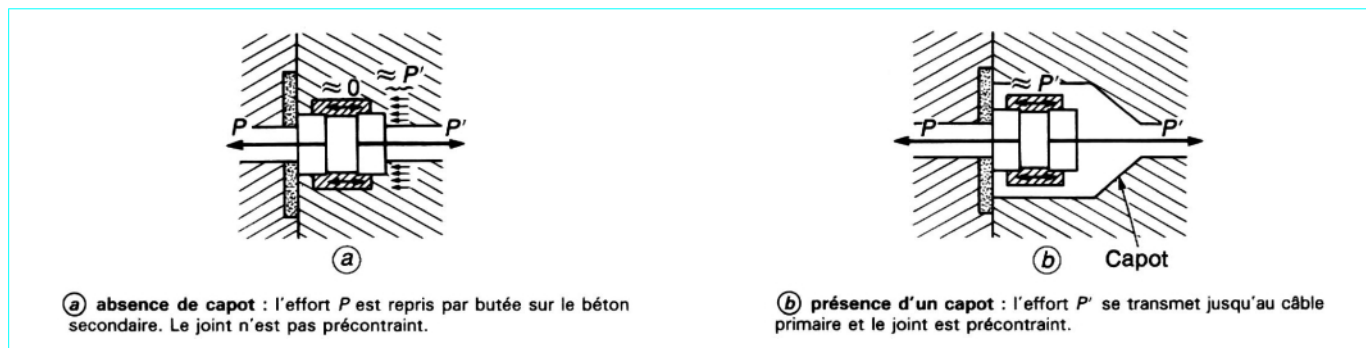 ≈ P'
≈ 0
P
P'
a
≈ P'
P
P'
b
Capot
a absence de capot : l'effort P est repris par butée sur le béton
secondaire. Le joint n'est pas précontraint.
b présence d'un capot : l'effort P' se transmet jusqu'au câble
primaire et le joint est précontraint.